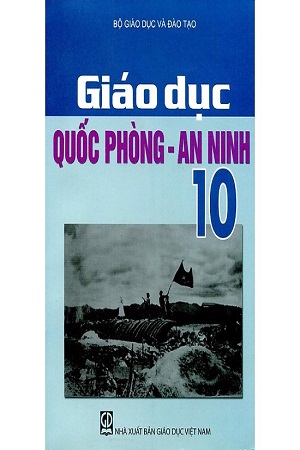 BỘ GIÁO DỤC VÀ ĐÀO TẠO
Giáo dục
QUỐC PHÒNG - AN NINH
10
NHÀ XUẤT BẢN GIÁO DỤC VIỆT NAM